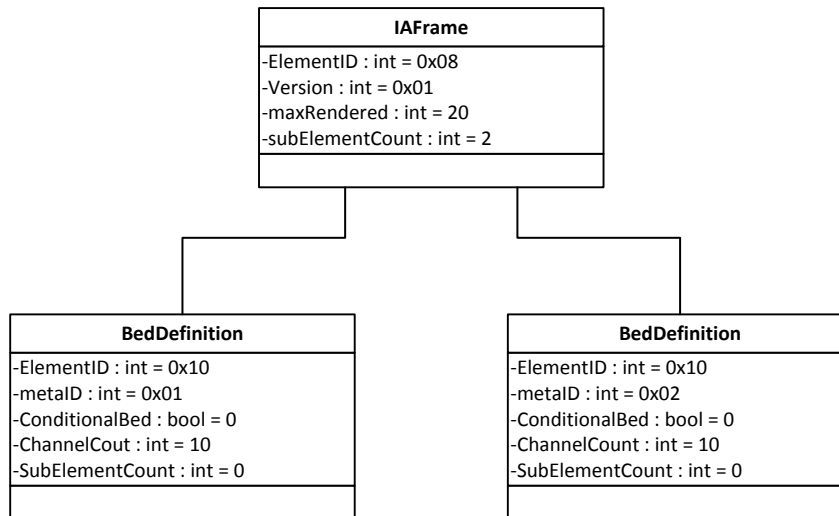 IAFrame
-ElementID : int = 0x08
-Version : int = 0x01
-maxRendered : int = 20
-subElementCount : int = 2
BedDefinition
-ElementID : int = 0x10
-metaID : int = 0x01
-ConditionalBed : bool = 0
-ChannelCout : int = 10
-SubElementCount : int = 0
BedDefinition
-ElementID : int = 0x10
-metaID : int = 0x02
-ConditionalBed : bool = 0
-ChannelCount : int = 10
-SubElementCount : int = 0